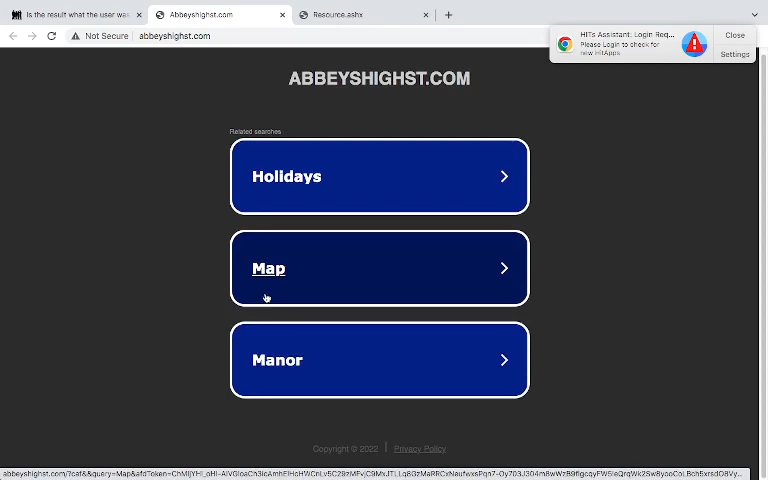 Is the result what the user was
Abbeyshighst.com
Resource.ashx
Not Secure
abbeyshighst.com
HITs Assistant: Login Req...
Please Login to check for
new HitApps
Close
Settings
ABBEYSHIGHST.COM
Related searches
Holidays
Map
Manor
Copyright © 2022 | Privacy Policy